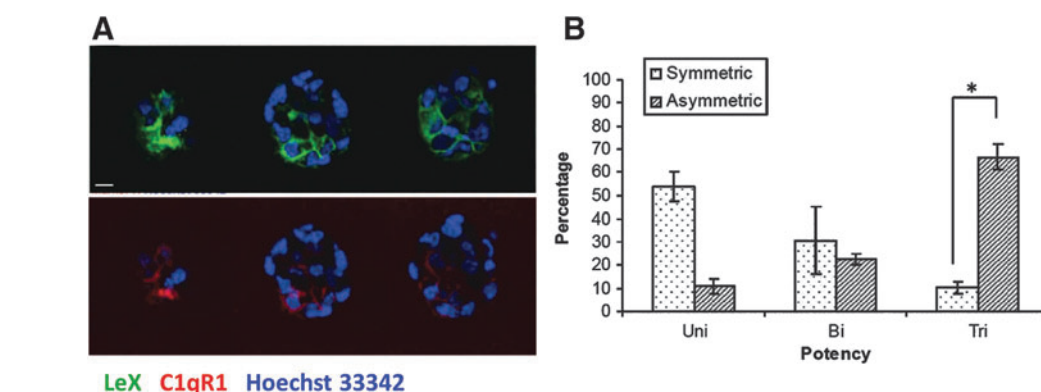 A
B
Symmetric
Asymmetric
*
100
90
80
70
60
50
40
30
20
10
0
Percentage
Uni Bi Tri
Potency
LeX C1qR1 Hoechst 33342